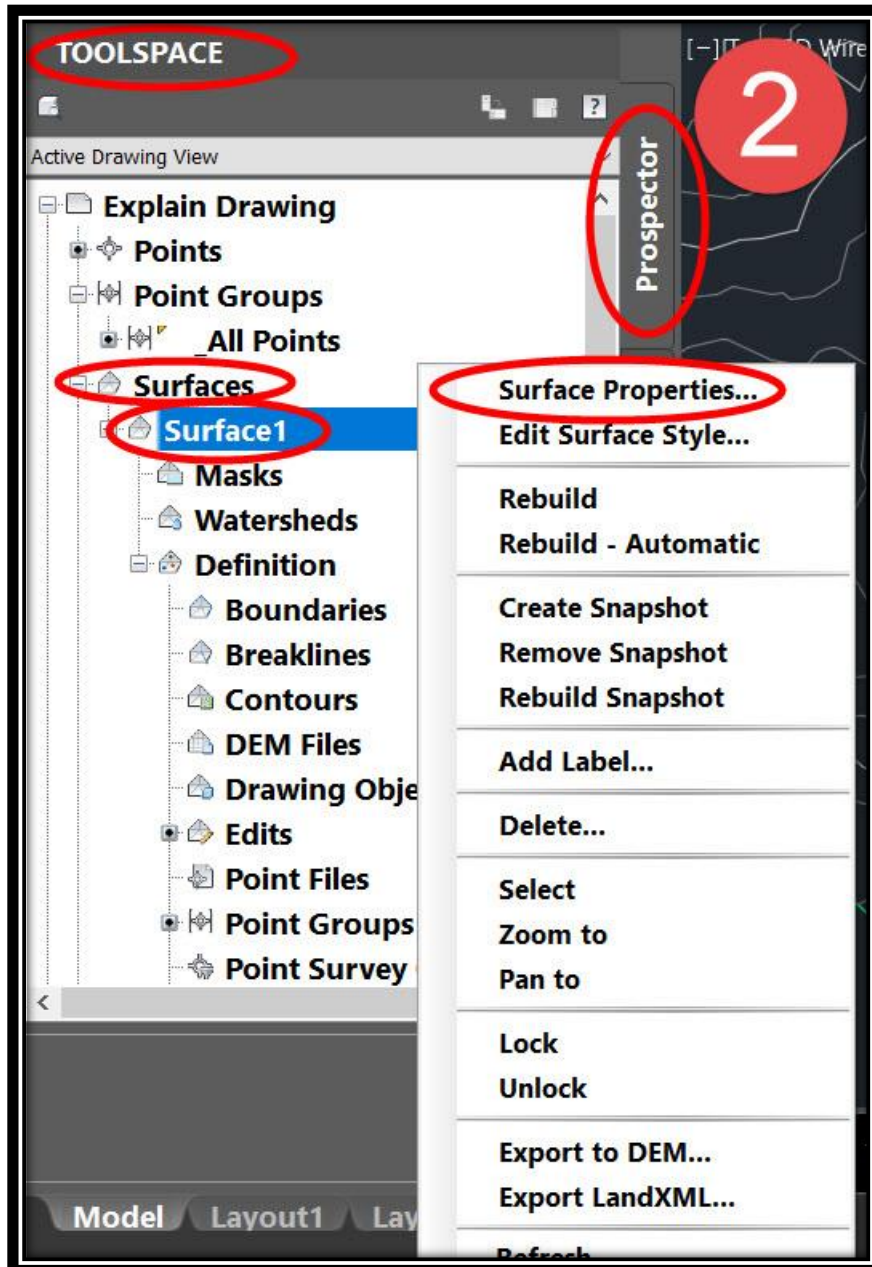 TOOLSPACE
[−][T D Wire
2
Active Drawing View
Prospector
Explain Drawing
Points
Point Groups
_All Points
Surfaces
Surface1
Masks
Watersheds
Definition
Boundaries
Breaklines
Contours
DEM Files
Drawing Obje
Edits
Point Files
Point Groups
Point Survey
Surface Properties...
Edit Surface Style...
Rebuild
Rebuild - Automatic
Create Snapshot
Remove Snapshot
Rebuild Snapshot
Add Label...
Delete...
Select
Zoom to
Pan to
Lock
Unlock
Export to DEM...
Export LandXML...
Refresh
Model Layout1 Lay